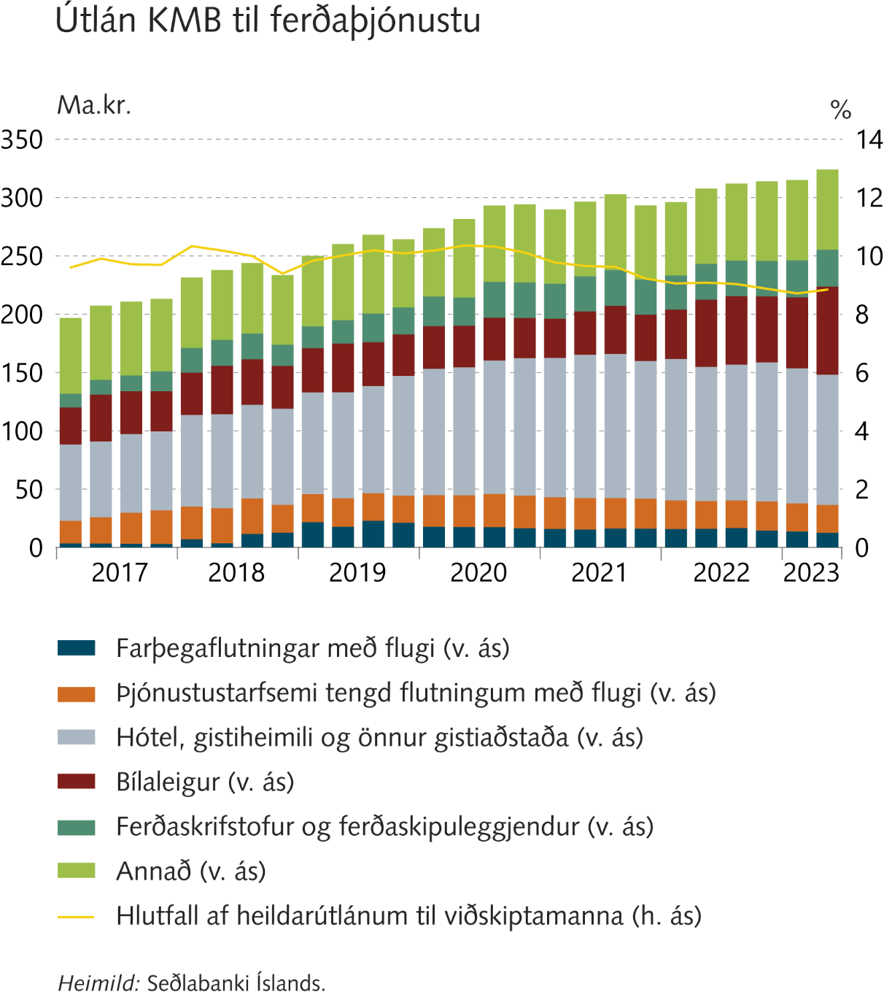 Útlán KMB til ferðaþjónustu
Ma.kr.
%
350 14
300 12
250 10
200 8
150 6
100 4
50 2
0 0
2017 2018 2019 2020 2021 2022 2023
Farþegaflutningar með flugi (v. ás)
Þjónustustarfsemi tengd flutningum með flugi (v. ás)
Hótel, gistiheimili og önnur gistiaðstaða (v. ás)
Bílaleigur (v. ás)
Ferðaskrifstofur og ferðaskipuleggjendur (v. ás)
Annað (v. ás)
Hlutfall af heildarútlánum til viðskiptamanna (h. ás)
Heimild: Seðlabanki Íslands.